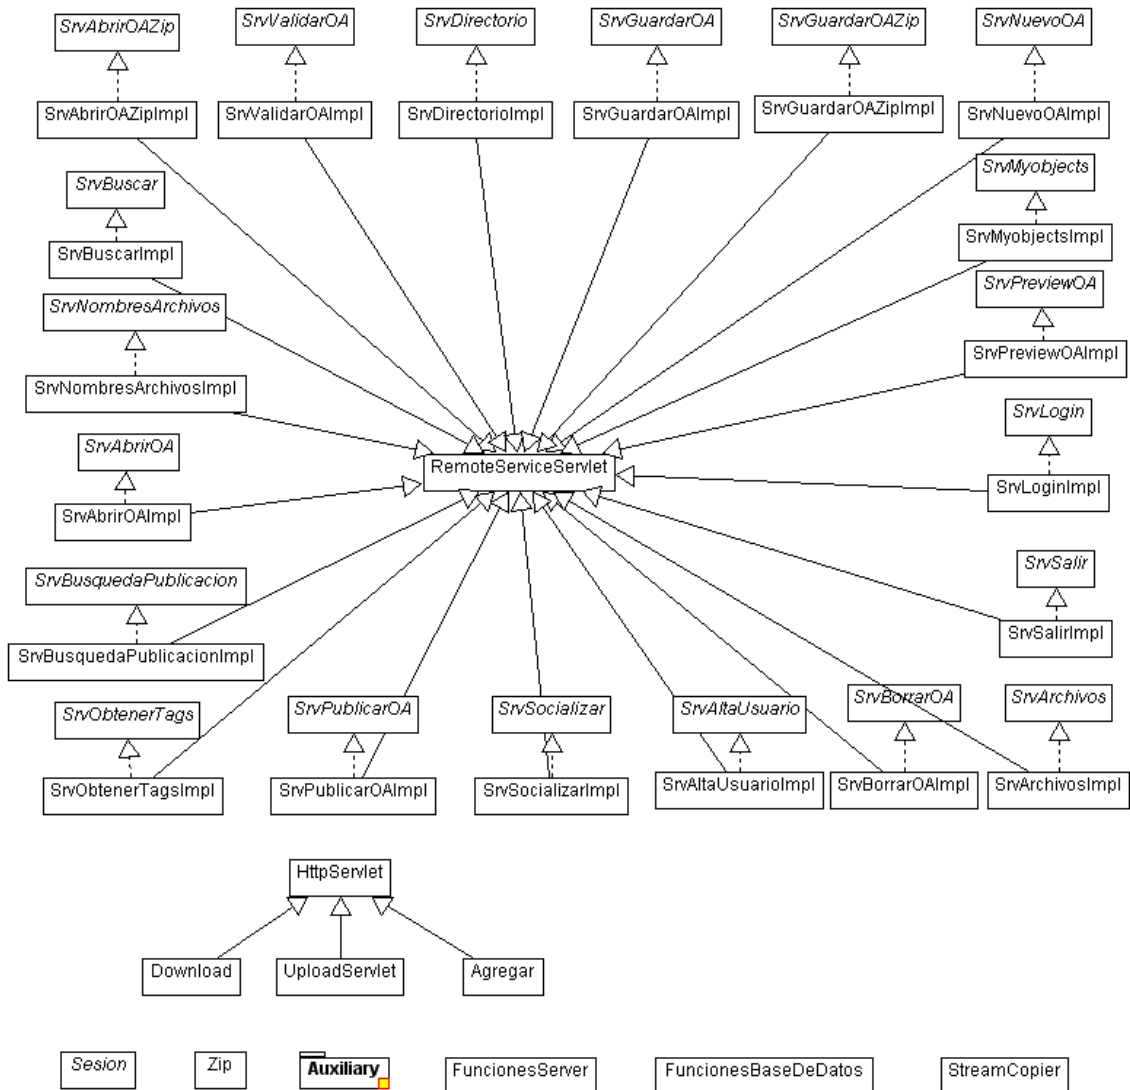 SrvAbrirOAZip
SrvValidarOA
SrvDirectorio
SrvGuardarOA
SrvGuardarOAZip
SrvNuevoOA
SrvAbrirOAZipImpl
SrvValidarOAImpl
SrvDirectorioImpl
SrvGuardarOAImpl
SrvGuardarOAZipImpl
SrvNuevoOAImpl
SrvBuscar
SrvMyobjects
SrvBuscarImpl
SrvMyobjectsImpl
SrvNombresArchivos
SrvPreviewOA
SrvNombresArchivosImpl
SrvPreviewOAImpl
SrvAbrirOA
SrvLogin
RemoteServiceServlet
SrvAbrirOAImpl
SrvLoginImpl
SrvBusquedaPublicacion
SrvSalir
SrvBusquedaPublicacionImpl
SrvSalirImpl
SrvObtenerTags
SrvPublicarOA
SrvSocializar
SrvAltaUsuario
SrvBorrarOA
SrvArchivos
SrvObtenerTagsImpl
SrvPublicarOAImpl
SrvSocializarImpl
SrvAltaUsuarioImpl
SrvBorrarOAImpl
SrvArchivosImpl
HttpServlet
Download
UploadServlet
Agregar
Sesion
Zip
Auxiliary
FuncionesServer
FuncionesBaseDeDatos
StreamCopier